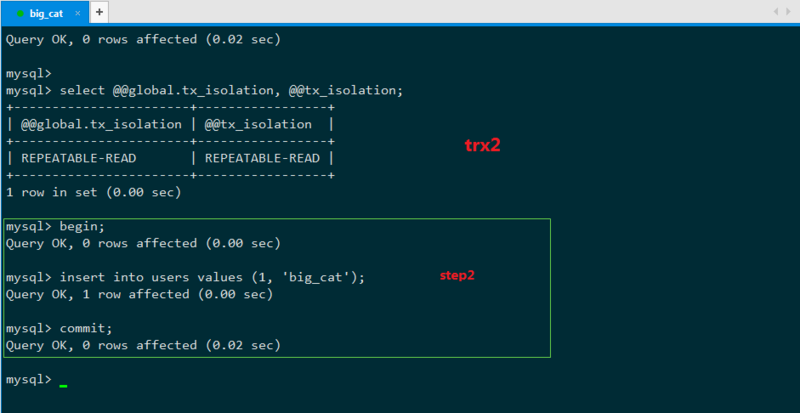 big_cat × +
Query OK, 0 rows affected (0.02 sec)
mysql>
mysql> select @@global.tx_isolation, @@tx_isolation;
+-----------------------+-----------------+
| @@global.tx_isolation | @@tx_isolation  |
+-----------------------+-----------------+
| REPEATABLE-READ       | REPEATABLE-READ |
+-----------------------+-----------------+
1 row in set (0.00 sec)
trx2
mysql> begin;
Query OK, 0 rows affected (0.00 sec)
mysql> insert into users values (1, 'big_cat');
Query OK, 1 row affected (0.00 sec)
step2
mysql> commit;
Query OK, 0 rows affected (0.02 sec)
mysql>